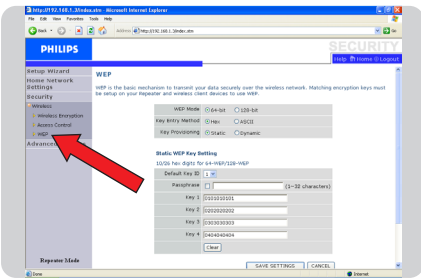 http://192.168.1.3/index.stm - Microsoft Internet Explorer
File Edit View Favorites Tools Help
Back
Address http://192.168.1.3/index.stm
Go
PHILIPS
SECURITY
Help Home Logout
Setup Wizard
Home Network Settings
Security
Wireless
Wireless Encryption
Access Control
WEP
Advanced
Repeater Mode
WEP
WEP is the basic mechanism to transmit your data securely over the wireless network. Matching encryption keys must
be setup on your Repeater and wireless client devices to use WEP.
WEP Mode 64-bit 128-bit
Key Entry Method Hex ASCII
Key Provisioning Static Dynamic
Static WEP Key Setting
10/26 hex digits for 64-WEP/128-WEP
Default Key ID 1
Passphrase (1~32 characters)
Key 1 0101010101
Key 2 0202020202
Key 3 0303030303
Key 4 0404040404
Clear
SAVE SETTINGS CANCEL
Done
Internet